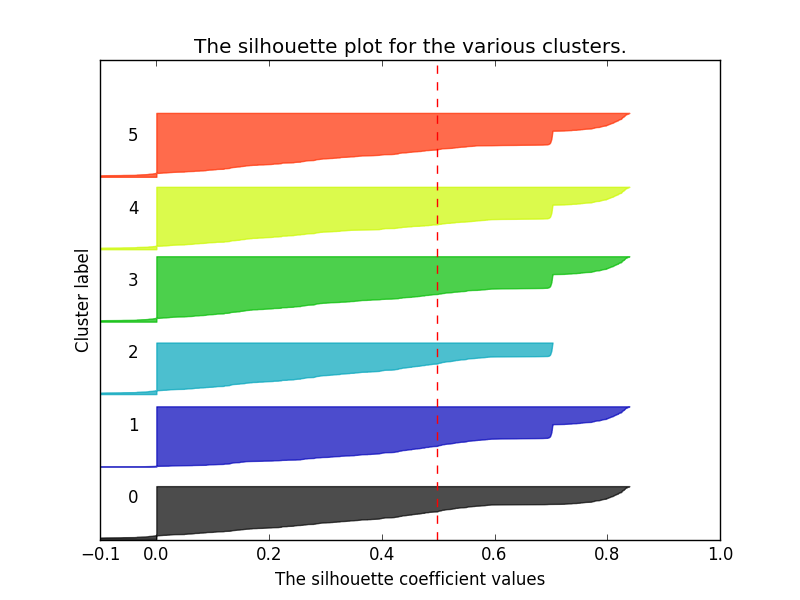 The silhouette plot for the various clusters.
5
4
3
2
1
0
Cluster label
−0.1 0.0 0.2 0.4 0.6 0.8 1.0
The silhouette coefficient values